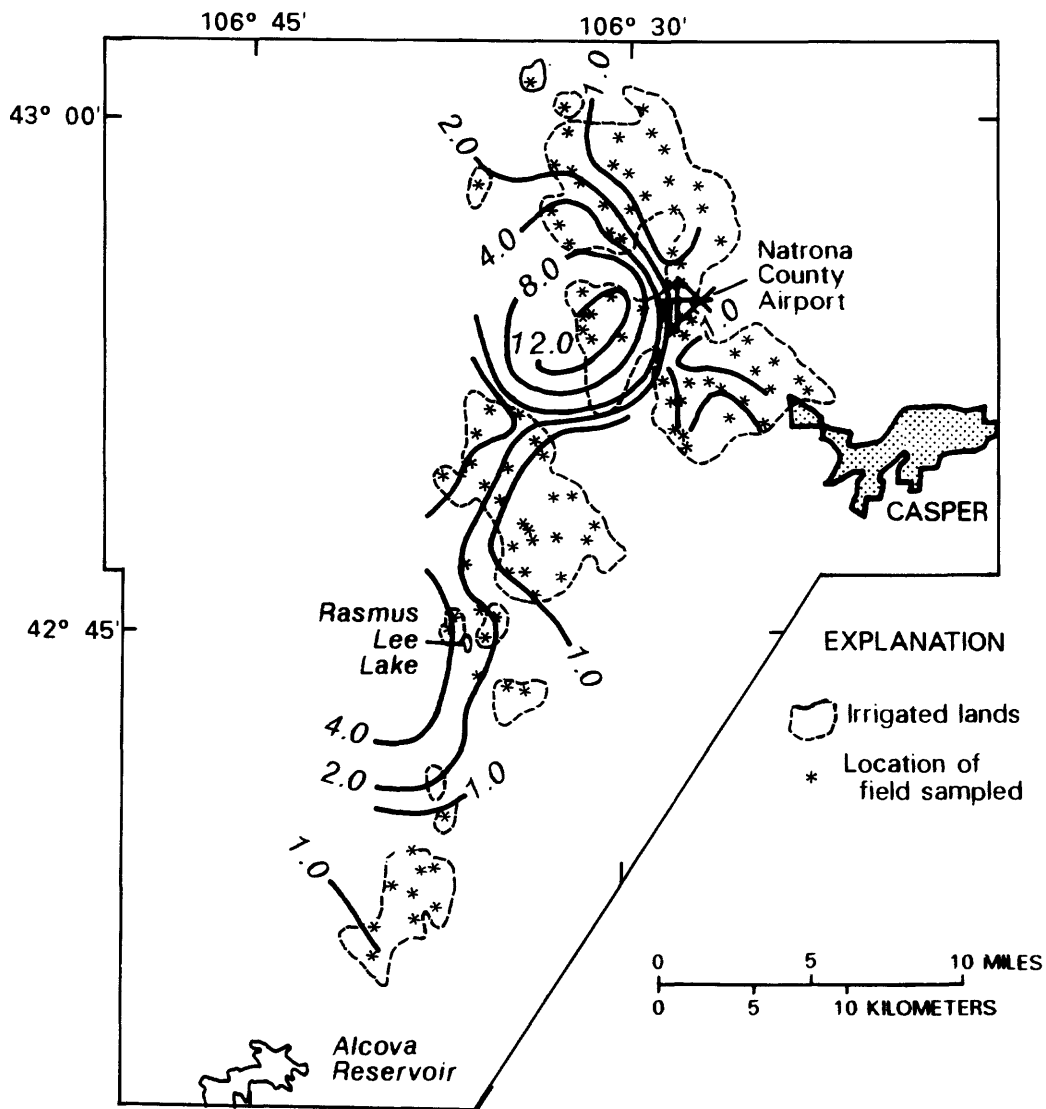 106° 45'
106° 30'
43° 00'
1.0
2.0
4.0
8.0
12.0
Natrona
County
Airport
1.0
CASPER
Rasmus
Lee
Lake
42° 45'
1.0
4.0
2.0
1.0
1.0
EXPLANATION
Irrigated lands
Location of
field sampled
0 5 10 MILES
0 5 10 KILOMETERS
Alcova
Reservoir